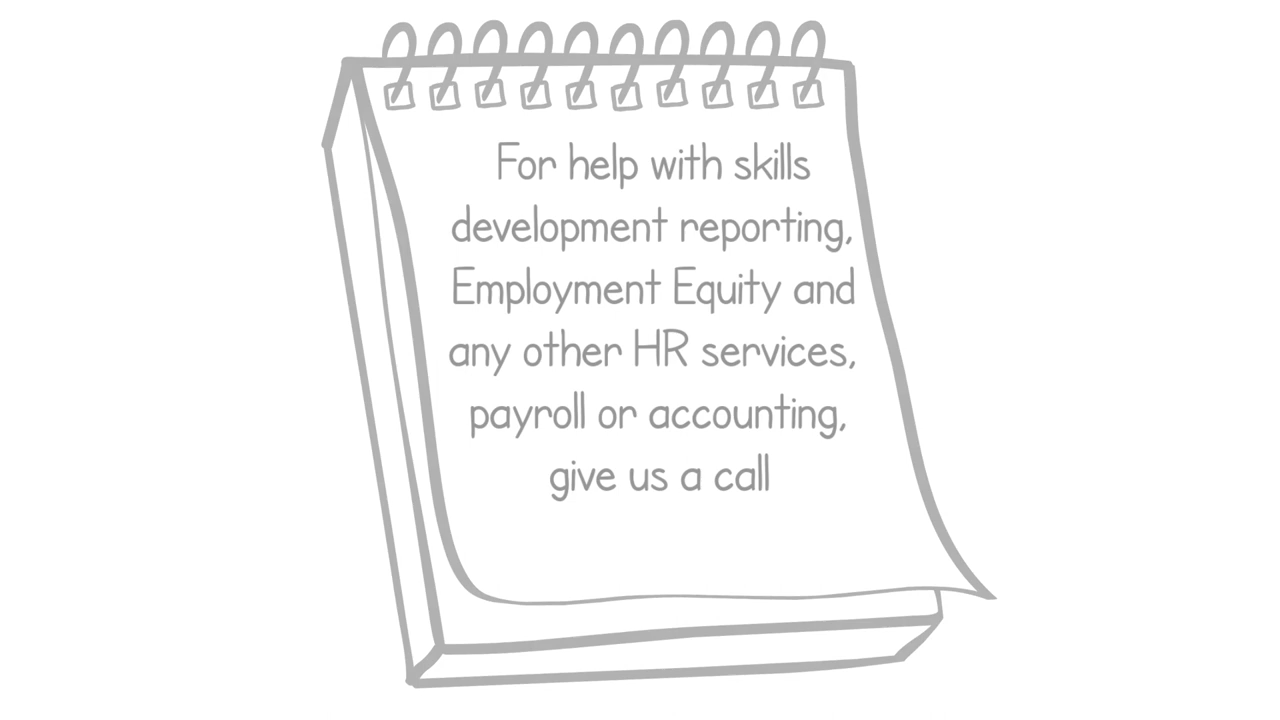 For help with skills
development reporting,
Employment Equity and
any other HR services,
payroll or accounting,
give us a call